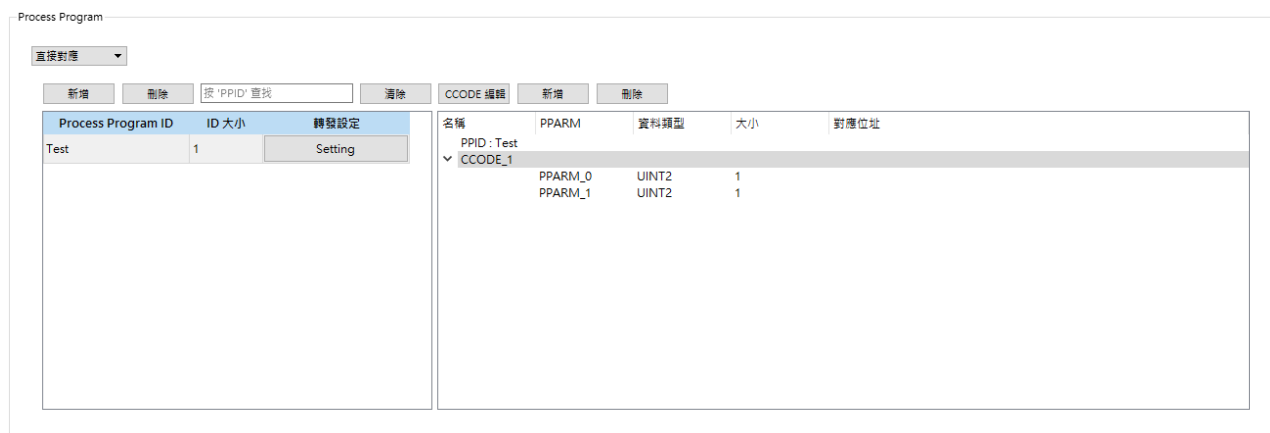 Process Program
直接對應
新增 刪除 按 'PPID' 查找 清除 CCODE 編輯 新增 刪除
Process Program ID ID 大小 轉發設定 名稱 PPARM 資料類型 大小 對應位址
PPID : Test
Test 1 Setting CCODE_1
PPARM_0 UINT2 1
PPARM_1 UINT2 1